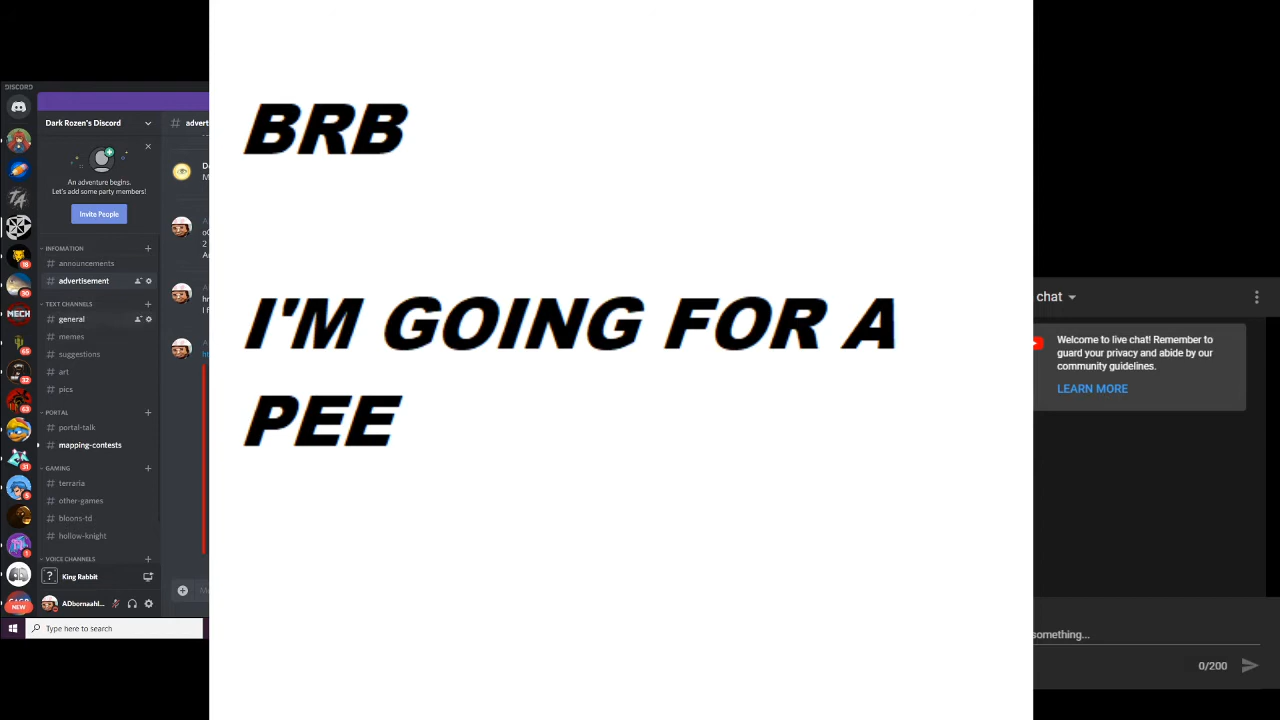 DISCORD
Dark Rozen's Discord
# advert
An adventure begins.
Let's add some party members!
Invite People
INFOMATION
# announcements
# advertisement
TEXT CHANNELS
# general
# memes
# suggestions
# art
# pics
PORTAL
# portal-talk
# mapping-contests
GAMING
# terraria
# other-games
# bloons-td
# hollow-knight
VOICE CHANNELS
King Rabbit
ADbornaahl...
NEW
Type here to search
BRB
I'M GOING FOR A
PEE
chat
Welcome to live chat! Remember to
guard your privacy and abide by our
community guidelines.
LEARN MORE
something...
0/200